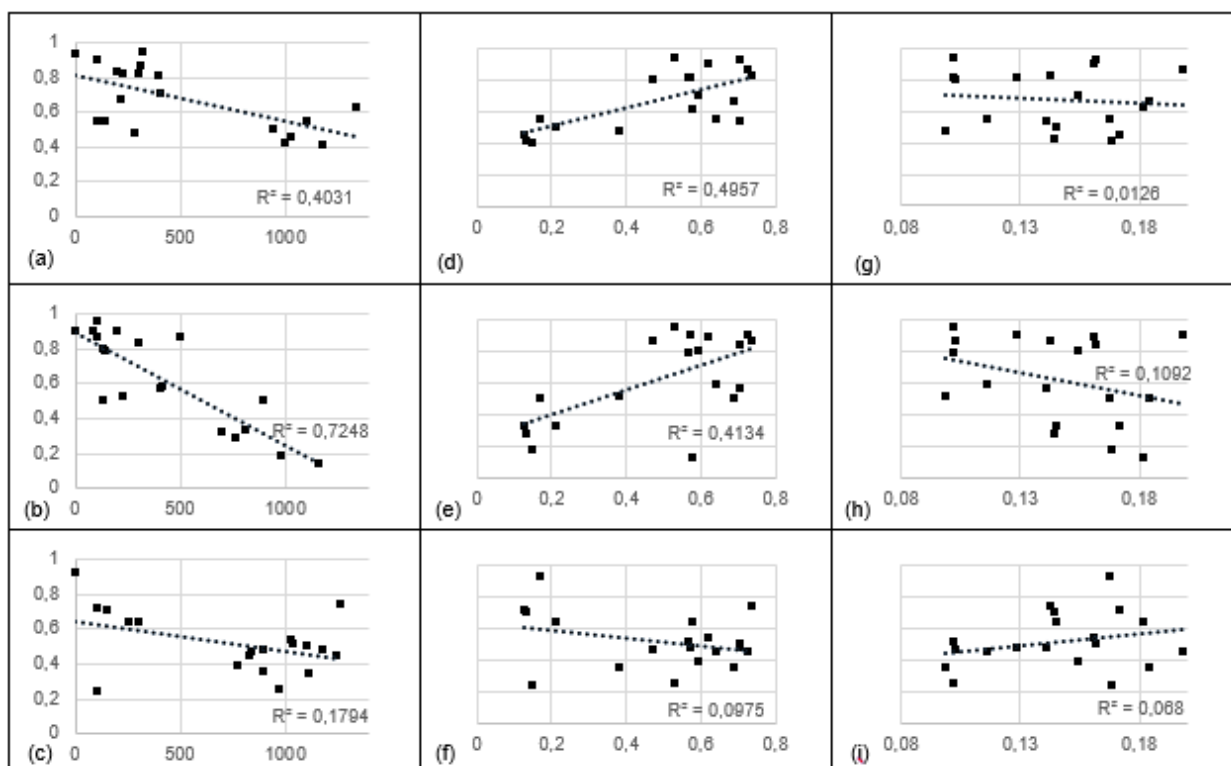 1
0,8
0,6
0,4
0,2
0
0 500 1000
R² = 0,4031
(a)
0 0,2 0,4 0,6 0,8
R² = 0,4957
(d)
0,08 0,13 0,18
R² = 0,0126
(g)
1
0,8
0,6
0,4
0,2
0
0 500 1000
R² = 0,7248
(b)
0 0,2 0,4 0,6 0,8
R² = 0,4134
(e)
0,08 0,13 0,18
R² = 0,1092
(h)
1
0,8
0,6
0,4
0,2
0
0 500 1000
R² = 0,1794
(c)
0 0,2 0,4 0,6 0,8
R² = 0,0975
(f)
0,08 0,13 0,18
R² = 0,068
(i)